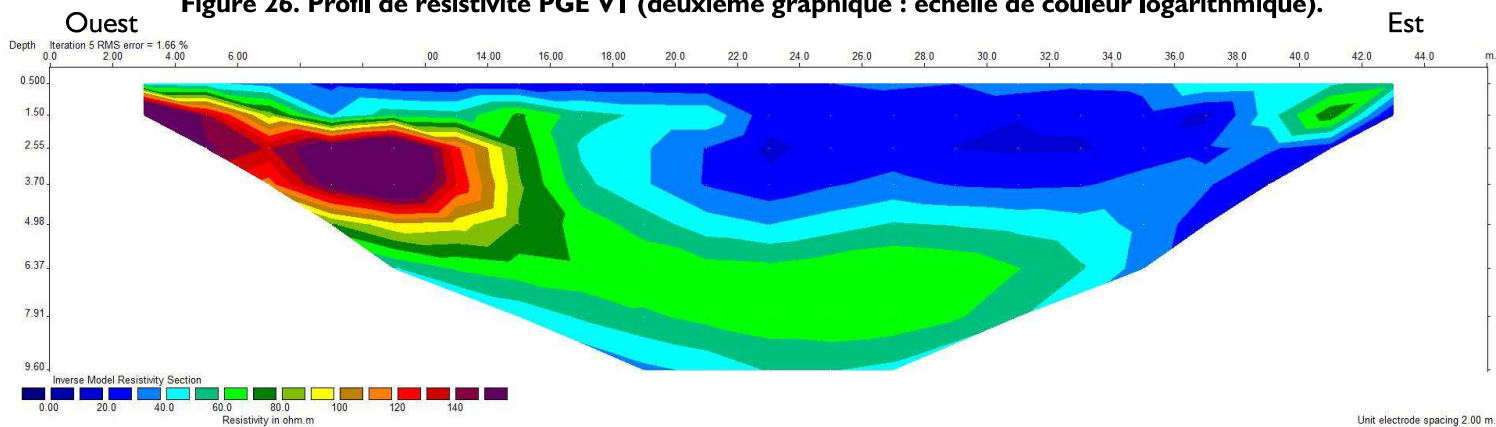 Figure 26. Profil de résistivité PGE V1 (deuxième graphique : échelle de couleur logarithmique).
Ouest
Est
Depth Iteration 5 RMS error = 1.66 %
0.0 2.00 4.00 6.00 .00 14.00 16.0 18.0 20.0 22.0 24.0 26.0 28.0 30.0 32.0 34.0 36.0 38.0 40.0 42.0 44.0 m.
0.500
1.50
2.55
3.70
4.98
6.37
7.91
9.60
Inverse Model Resistivity Section
0.00 20.0 40.0 60.0 80.0 100 120 140
Resistivity in ohm.m
Unit electrode spacing 2.00 m.